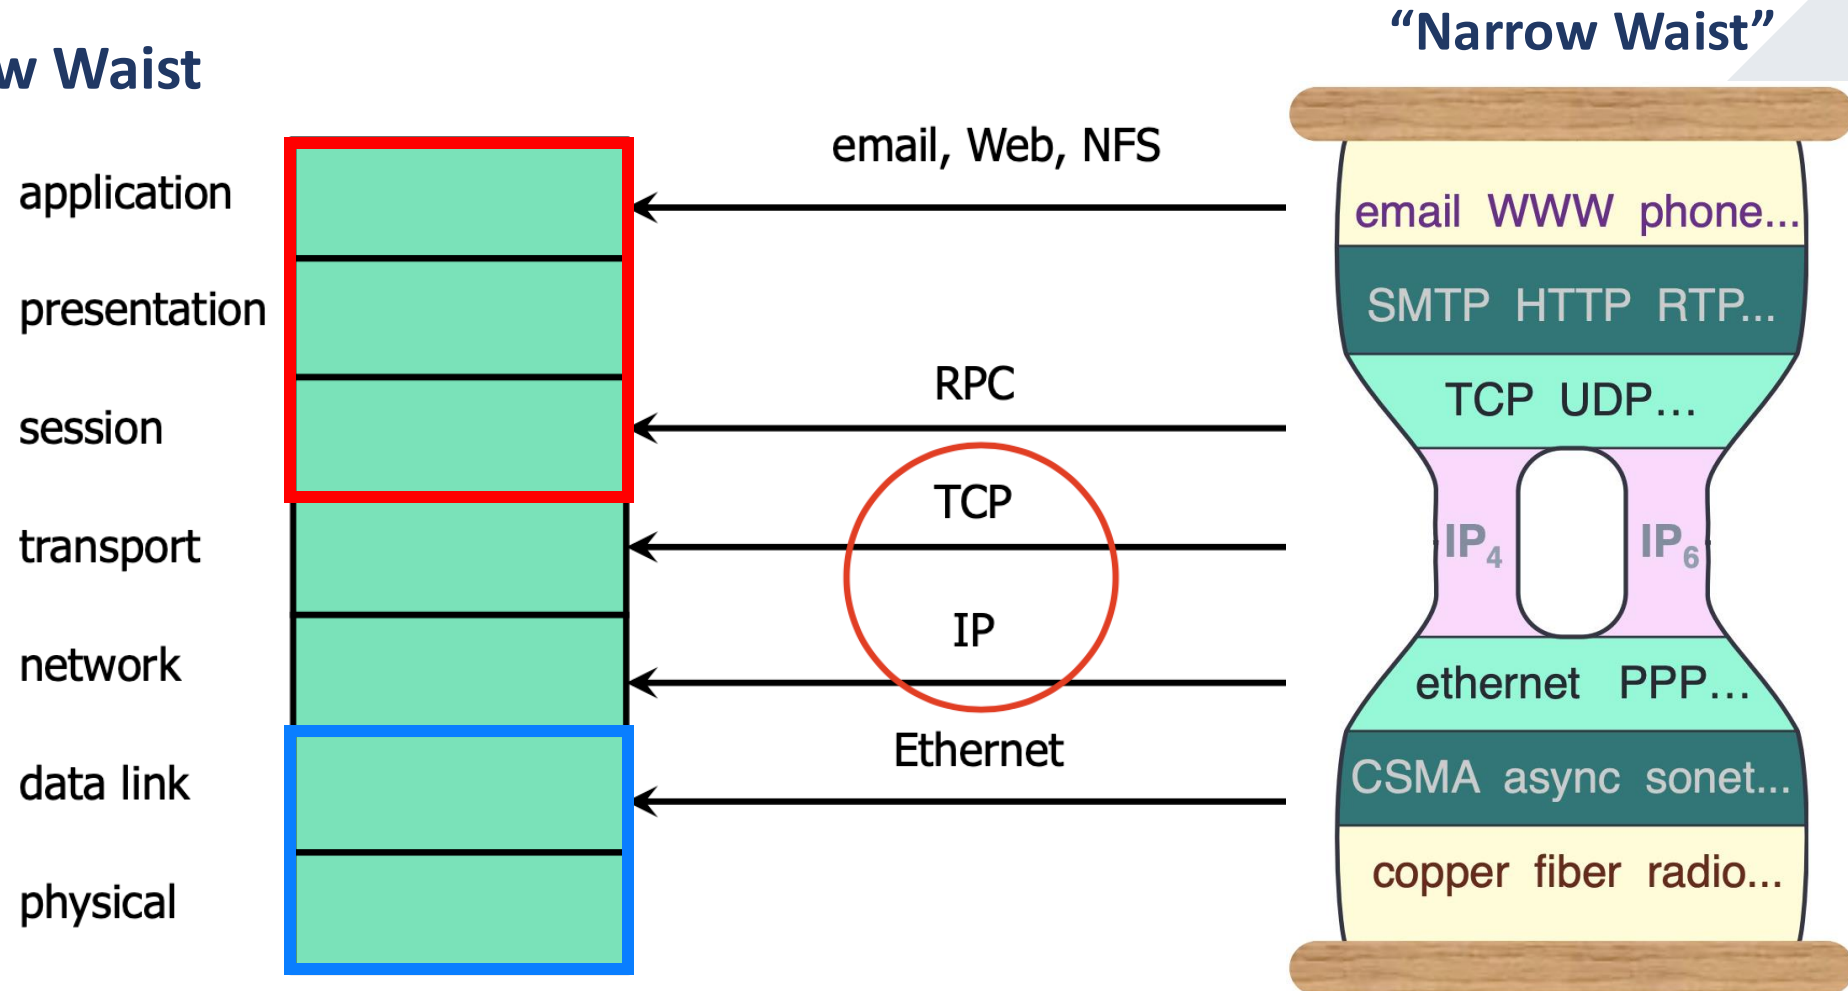 w Waist
“Narrow Waist”
application
presentation
session
transport
network
data link
physical
email, Web, NFS
RPC
TCP
IP
Ethernet
email WWW phone...
SMTP HTTP RTP...
TCP UDP…
IP4 IP6
ethernet PPP…
CSMA async sonet...
copper fiber radio...